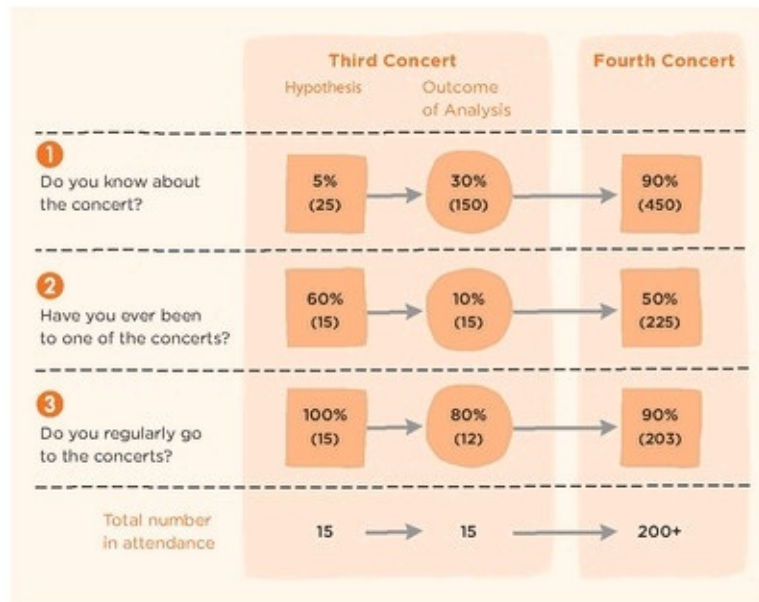 Third Concert
Fourth Concert
Hypothesis
Outcome
of Analysis
1
Do you know about
the concert?
5%
(25)
30%
(150)
90%
(450)
2
Have you ever been
to one of the concerts?
60%
(15)
10%
(15)
50%
(225)
3
Do you regularly go
to the concerts?
100%
(15)
80%
(12)
90%
(203)
Total number
in attendance
15
15
200+